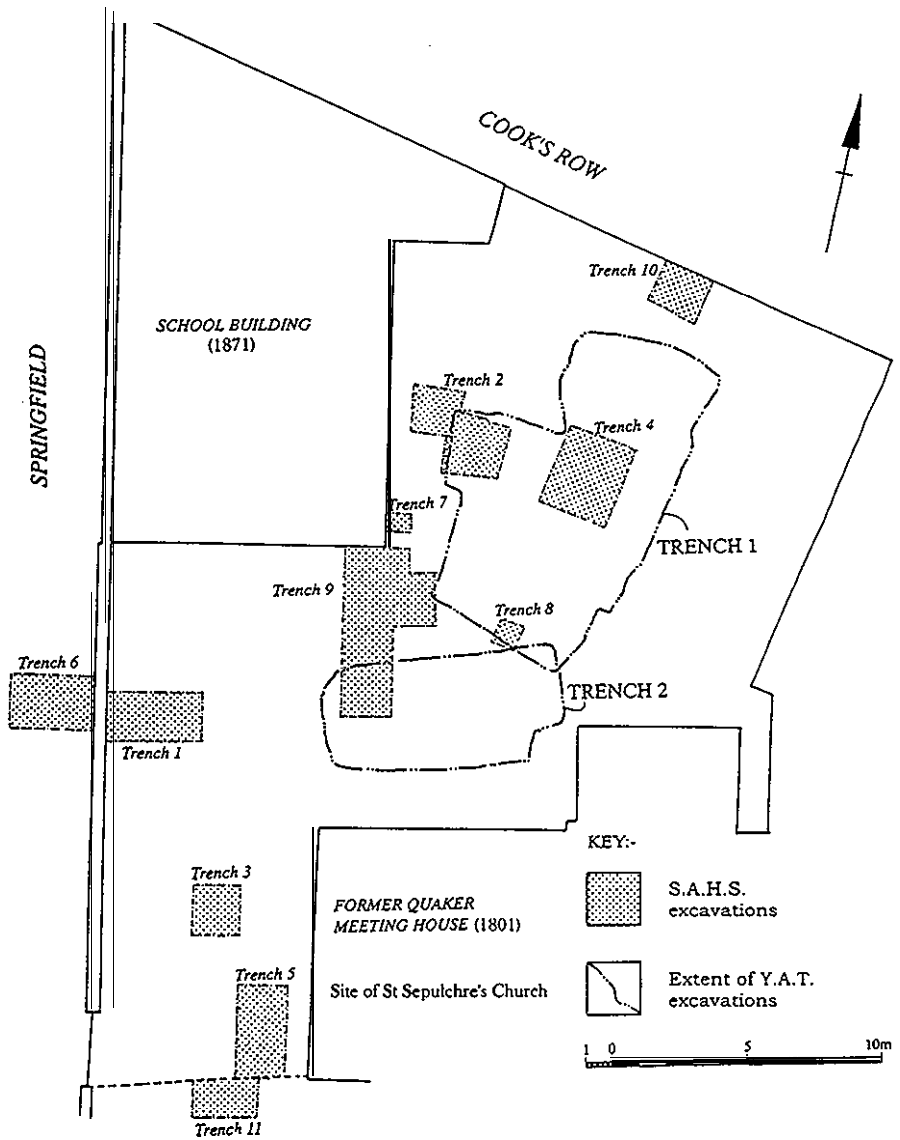 COOK'S ROW
Trench 10
SCHOOL BUILDING
(1871)
SPRINGFIELD
Trench 2
Trench 4
Trench 7
TRENCH 1
Trench 9
Trench 8
Trench 6
TRENCH 2
Trench 1
KEY:-
Trench 3
S.A.H.S.
excavations
FORMER QUAKER
MEETING HOUSE (1801)
Trench 5
Site of St Sepulchre's Church
Extent of Y.A.T.
excavations
1 0 5 10m
Trench 11